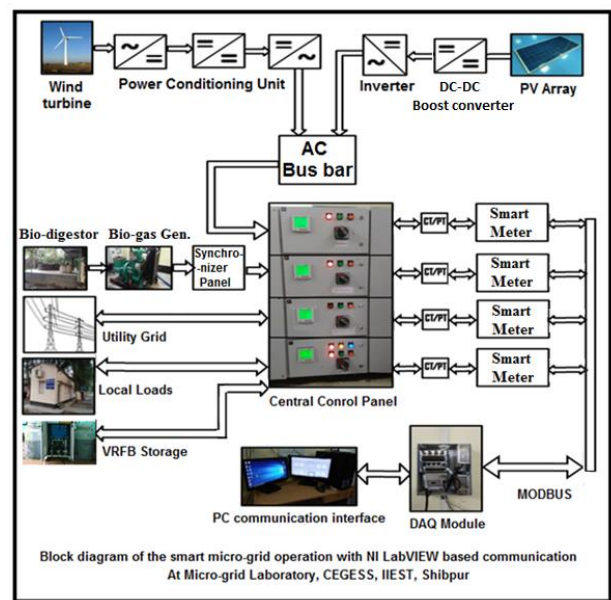 Wind
turbine
Power Conditioning Unit
Inverter
DC-DC
Boost converter
PV Array
AC
Bus bar
Bio-digestor
Bio-gas Gen.
Synchro-
-nizer
Panel
CT/PT
Smart
Meter
CT/PT
Smart
Meter
Utility Grid
CT/PT
Smart
Meter
Local Loads
CT/PT
Smart
Meter
Central Conrol Panel
VRFB Storage
MODBUS
PC communication interface
DAQ Module
Block diagram of the smart micro-grid operation with NI LabVIEW based communication
At Micro-grid Laboratory, CEGESS, IIEST, Shibpur